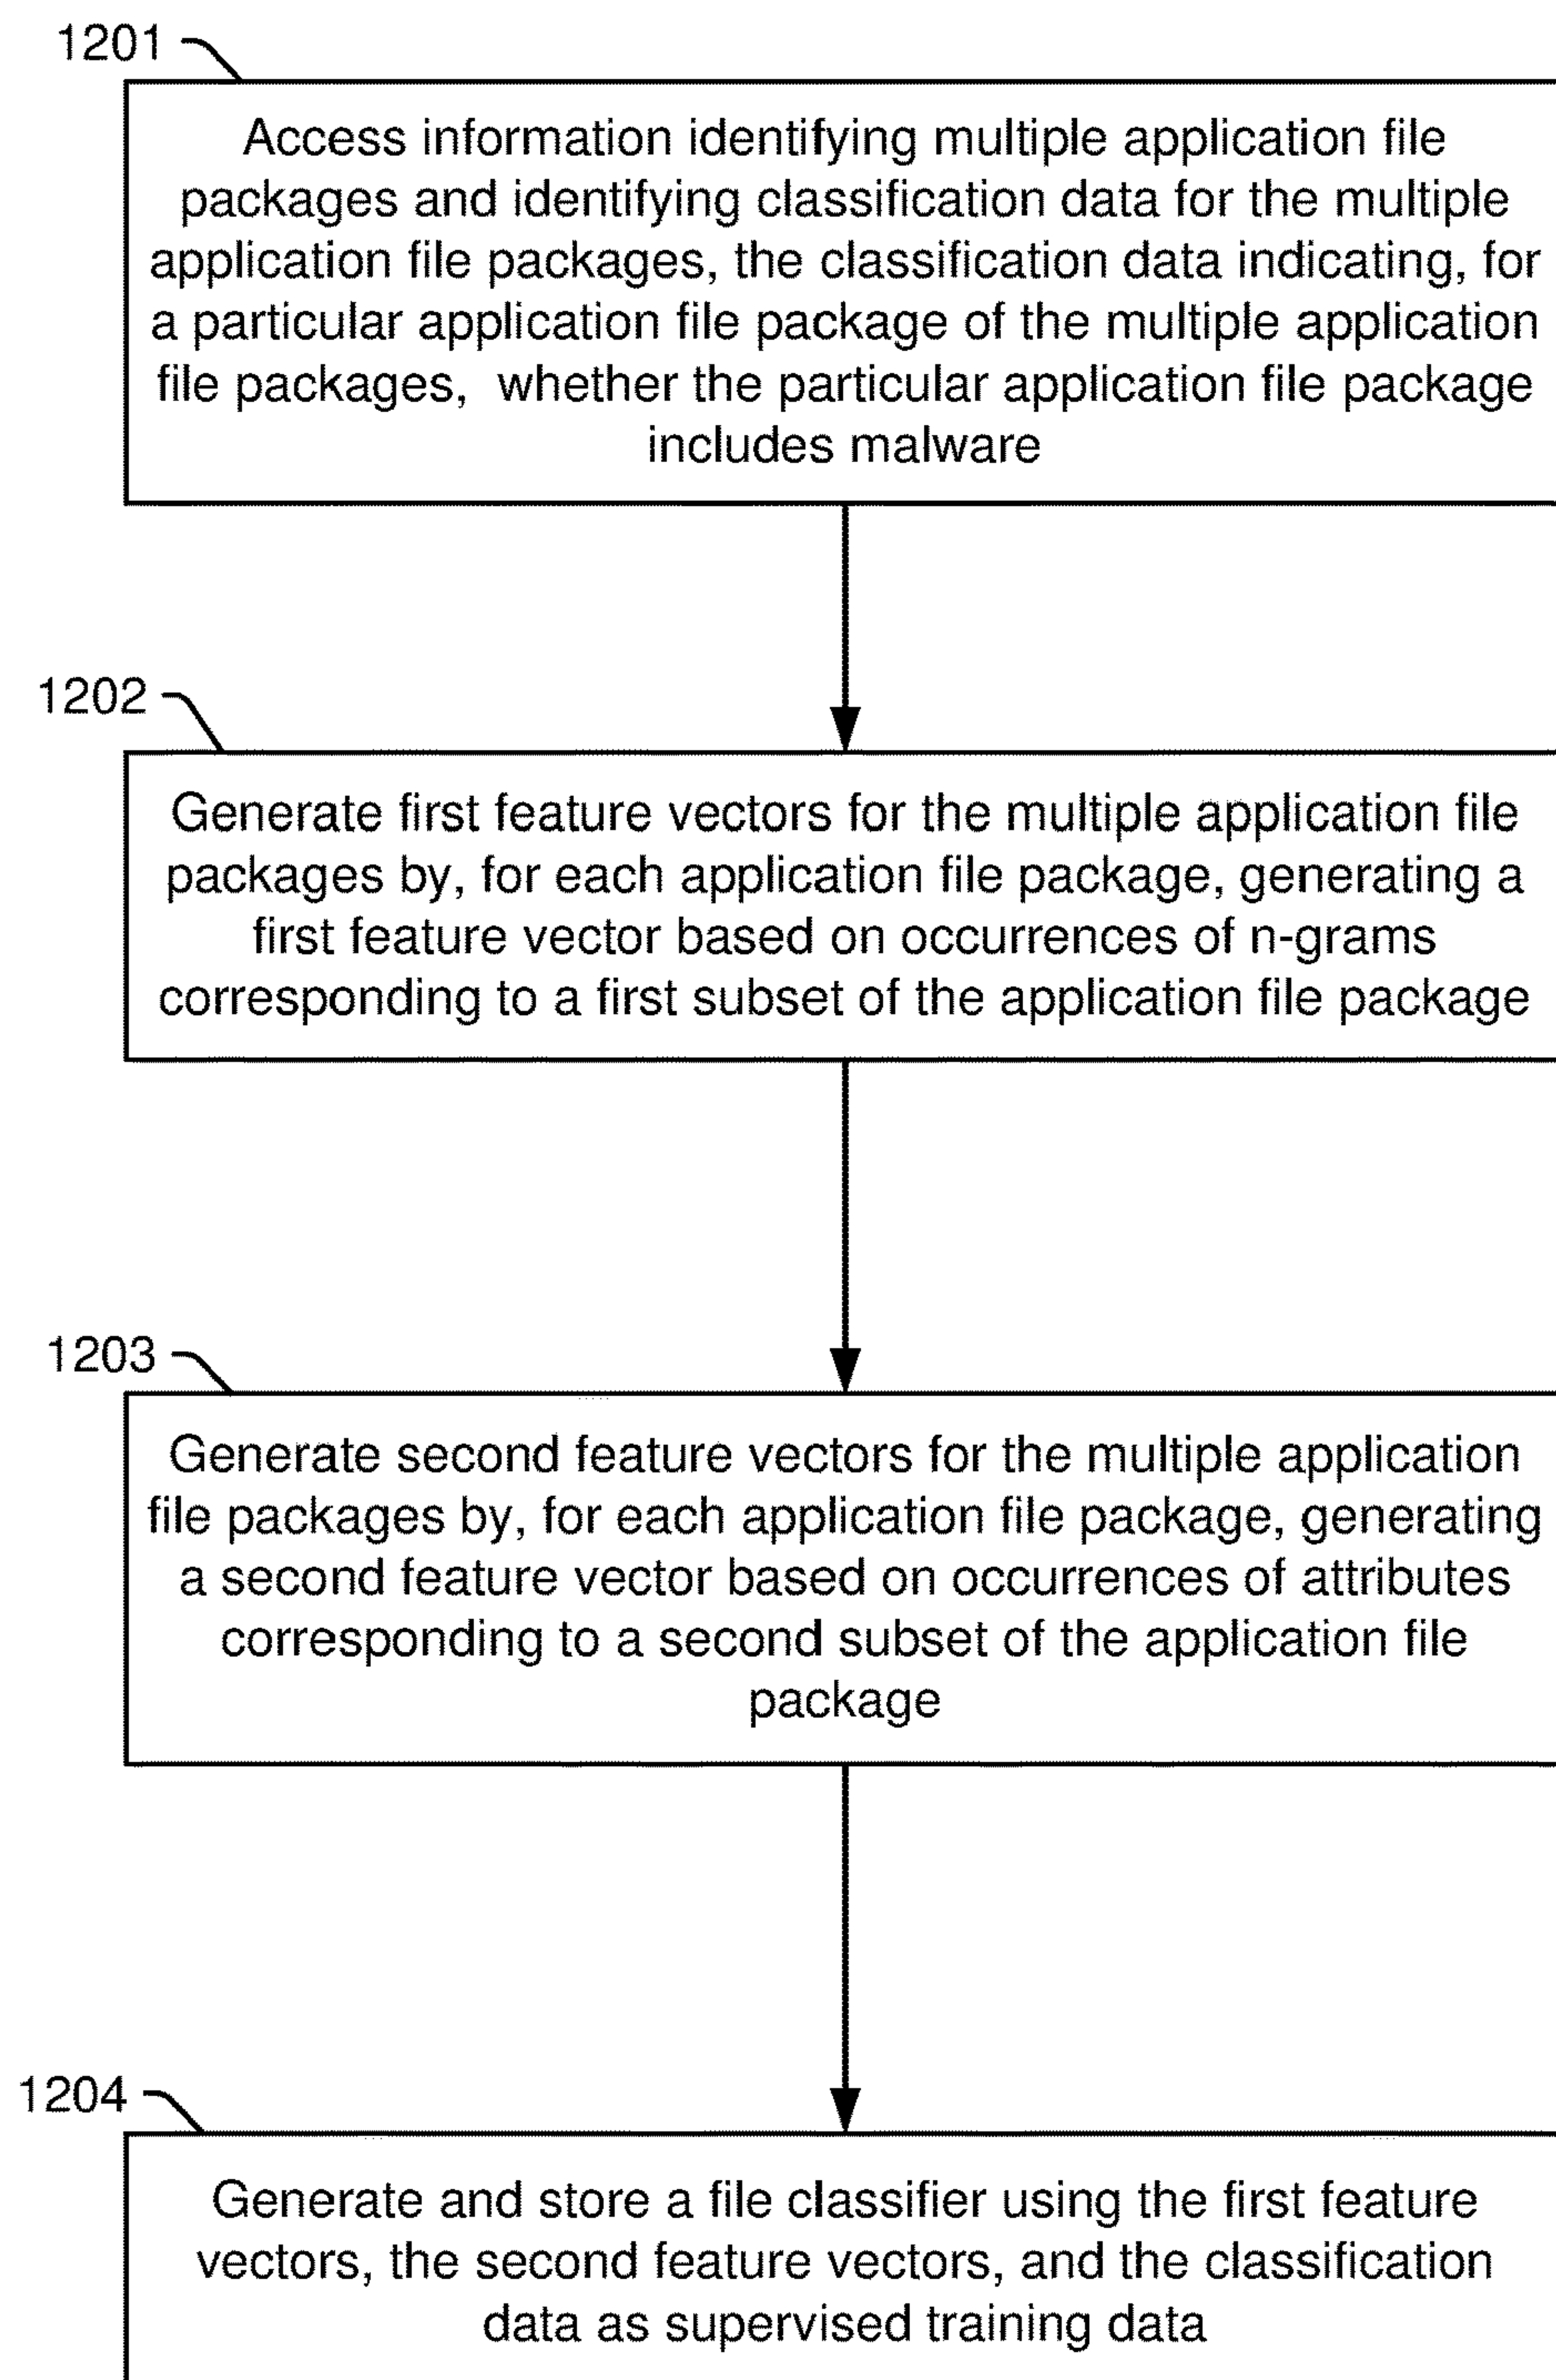 1201
Access information identifying multiple application file
packages and identifying classification data for the multiple
application file packages, the classification data indicating, for
a particular application file package of the multiple application
file packages, whether the particular application file package
includes malware
1202
Generate first feature vectors for the multiple application file
packages by, for each application file package, generating a
first feature vector based on occurrences of n-grams
corresponding to a first subset of the application file package
1203
Generate second feature vectors for the multiple application
file packages by, for each application file package, generating
a second feature vector based on occurrences of attributes
corresponding to a second subset of the application file
package
1204
Generate and store a file classifier using the first feature
vectors, the second feature vectors, and the classification
data as supervised training data